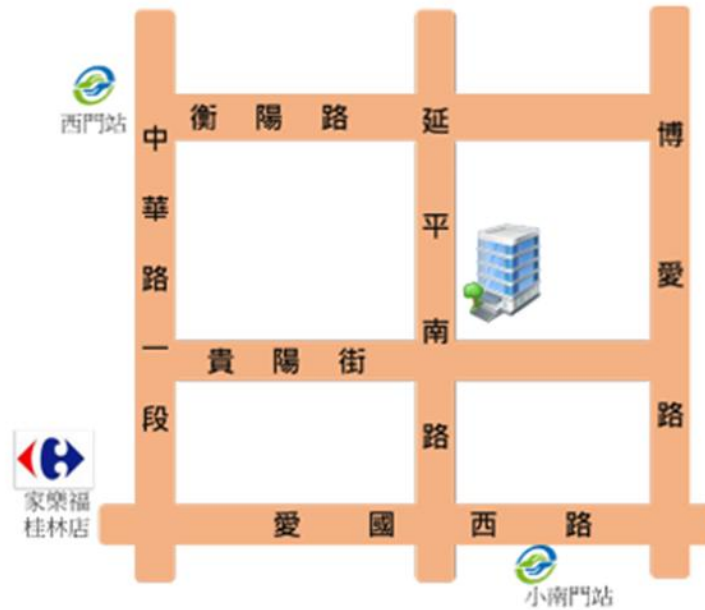 西門站
衡陽路
中華路一段
延平南路
博愛路
貴陽街
家樂福
桂林店
愛國西路
小南門站